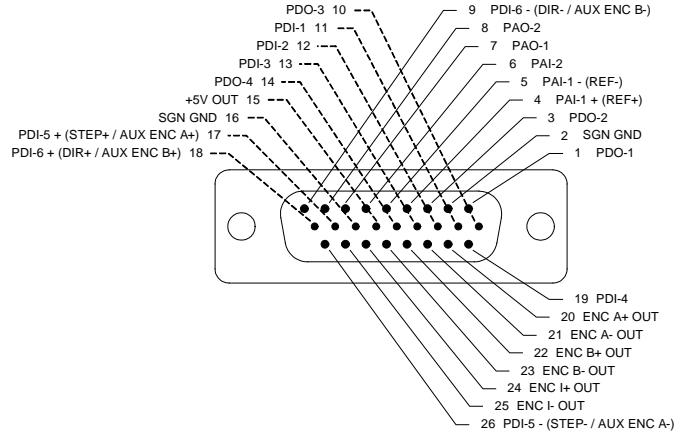 PDO-3 10
PDI-1 11
PDI-2 12
PDI-3 13
PDO-4 14
+5V OUT 15
SGN GND 16
PDI-5 + (STEP+ / AUX ENC A+) 17
PDI-6 + (DIR+ / AUX ENC B+) 18
9 PDI-6 - (DIR- / AUX ENC B-)
8 PAO-2
7 PAO-1
6 PAI-2
5 PAI-1 - (REF-)
4 PAI-1 + (REF+)
3 PDO-2
2 SGN GND
1 PDO-1
19 PDI-4
20 ENC A+ OUT
21 ENC A- OUT
22 ENC B+ OUT
23 ENC B- OUT
24 ENC I+ OUT
25 ENC I- OUT
26 PDI-5 - (STEP- / AUX ENC A-)